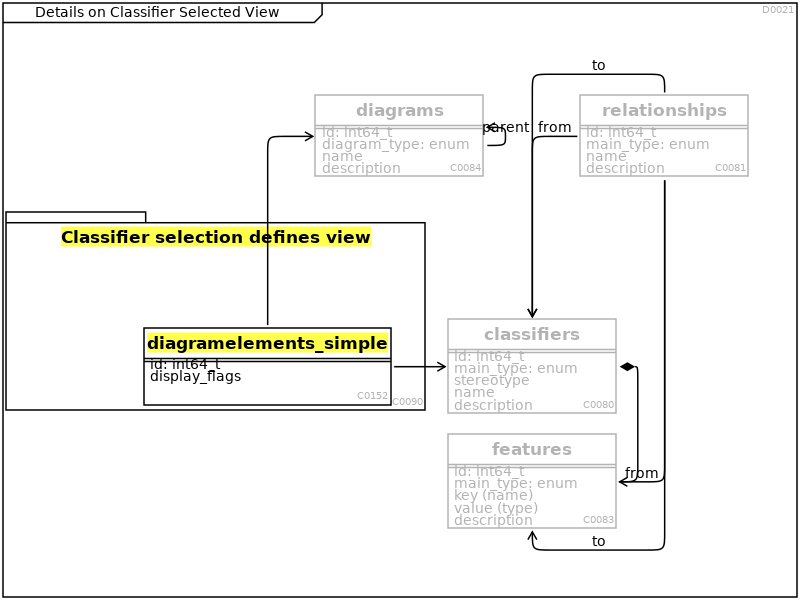 Details on Classifier Selected View
D0021
to
diagrams
id: int64_t
diagram_type: enum
name
description
C0084
parent
from
relationships
id: int64_t
main_type: enum
name
description
C0081
Classifier selection defines view
diagramelements_simple
id: int64_t
display_flags
C0152
C0090
classifiers
id: int64_t
main_type: enum
stereotype
name
description
C0080
features
id: int64_t
main_type: enum
key (name)
value (type)
description
C0083
from
to